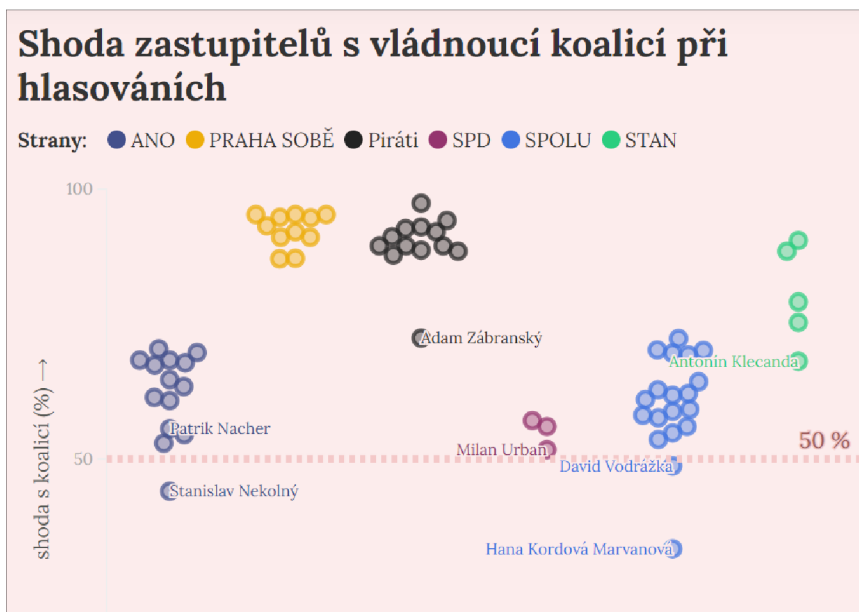 Shoda zastupitelů s vládnoucí koalicí při
hlasováních
Strany: ANO PRAHA SOBĚ Piráti SPD SPOLU STAN
100
Adam Zábranský
Antonín Klecanda
Patrik Nacher
50 %
Milan Urban
50
David Vodrážka
Stanislav Nekolný
Hana Kordová Marvanová
shoda s koalicí (%) →